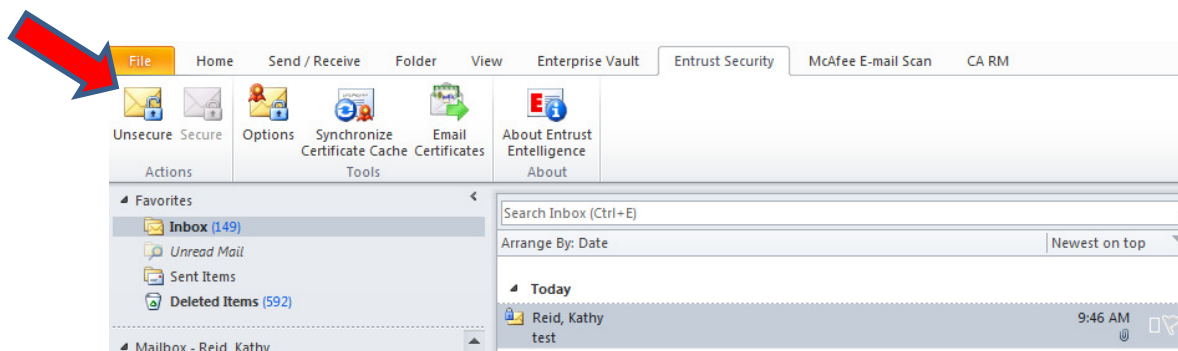 File Home Send / Receive Folder View Enterprise Vault Entrust Security McAfee E-mail Scan CA RM
Unsecure Secure Options Synchronize Email About Entrust
Certificate Cache Certificates Intelligence
Actions Tools About
Favorites
Inbox (149)
Unread Mail
Sent Items
Deleted Items (592)
Mailbox - Reid, Kathy
Search Inbox (Ctrl+E)
Arrange By: Date Newest on top
Today
Reid, Kathy 9:46 AM
test